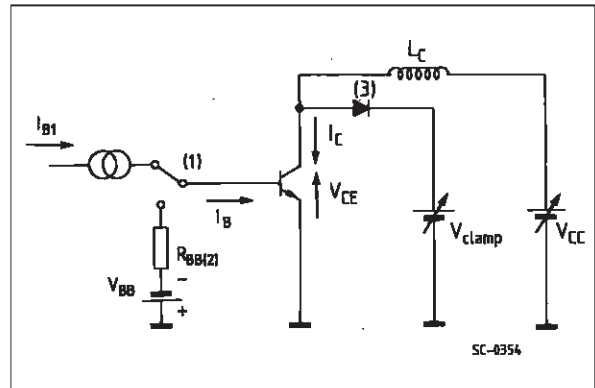 L_C
(3)
I_B1
(1)
I_C
V_CE
I_B
R_BB(2)
V_BB
−
+
V_clamp
V_CC
SC-0354